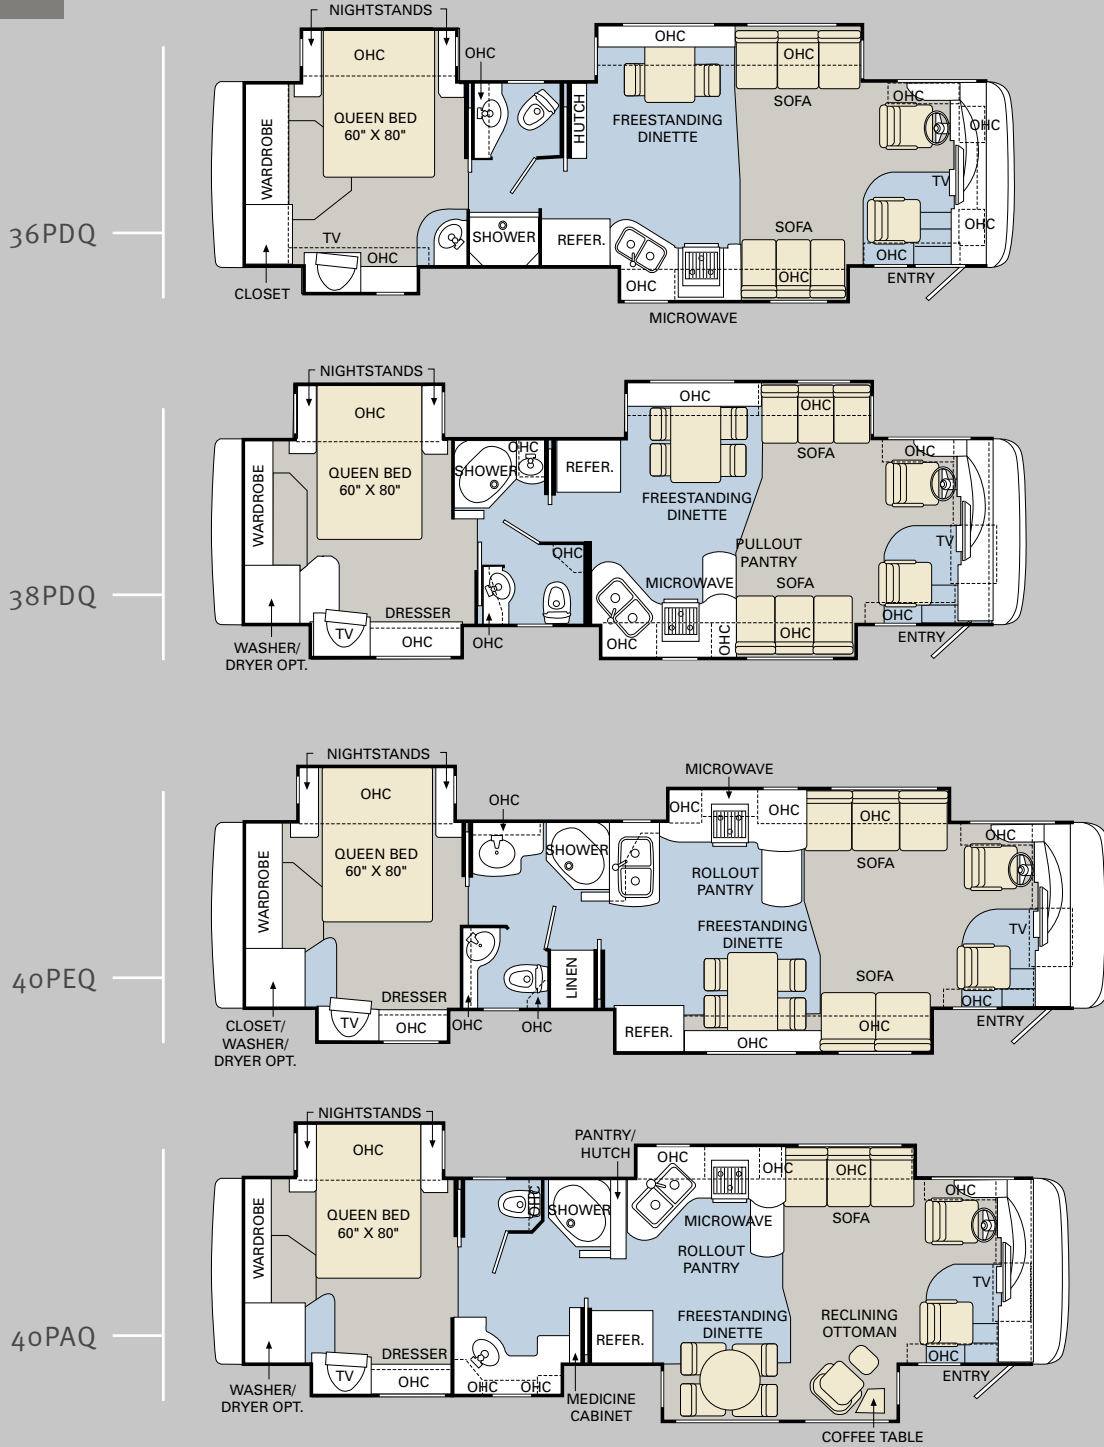 36PDQ
NIGHTSTANDS
OHC
QUEEN BED
60" X 80"
WARDROBE
CLOSET
TV
OHC
OHC
HUTCH
SHOWER
REFER.
OHC
FREESTANDING
DINETTE
OHC
SOFA
OHC
MICROWAVE
SOFA
OHC
OHC
OHC
TV
OHC
OHC
ENTRY
38PDQ
NIGHTSTANDS
OHC
QUEEN BED
60" X 80"
WARDROBE
WASHER/
DRYER OPT.
TV
DRESSER
OHC
SHOWER
OHC
REFER.
OHC
OHC
OHC
FREESTANDING
DINETTE
OHC
SOFA
PULLOUT
PANTRY
MICROWAVE
OHC
OHC
SOFA
OHC
OHC
TV
OHC
ENTRY
40PEQ
NIGHTSTANDS
OHC
QUEEN BED
60" X 80"
WARDROBE
CLOSET/
WASHER/
DRYER OPT.
TV
DRESSER
OHC
OHC
SHOWER
OHC
OHC
LINEN
MICROWAVE
OHC
OHC
ROLLOUT
PANTRY
FREESTANDING
DINETTE
REFER.
OHC
OHC
SOFA
SOFA
OHC
OHC
TV
OHC
ENTRY
40PAQ
NIGHTSTANDS
OHC
QUEEN BED
60" X 80"
WARDROBE
WASHER/
DRYER OPT.
TV
DRESSER
OHC
OHC
SHOWER
PANTRY/
HUTCH
OHC
OHC
MEDICINE
CABINET
REFER.
OHC
OHC
MICROWAVE
ROLLOUT
PANTRY
FREESTANDING
DINETTE
OHC
SOFA
RECLINING
OTTOMAN
COFFEE TABLE
OHC
TV
OHC
ENTRY